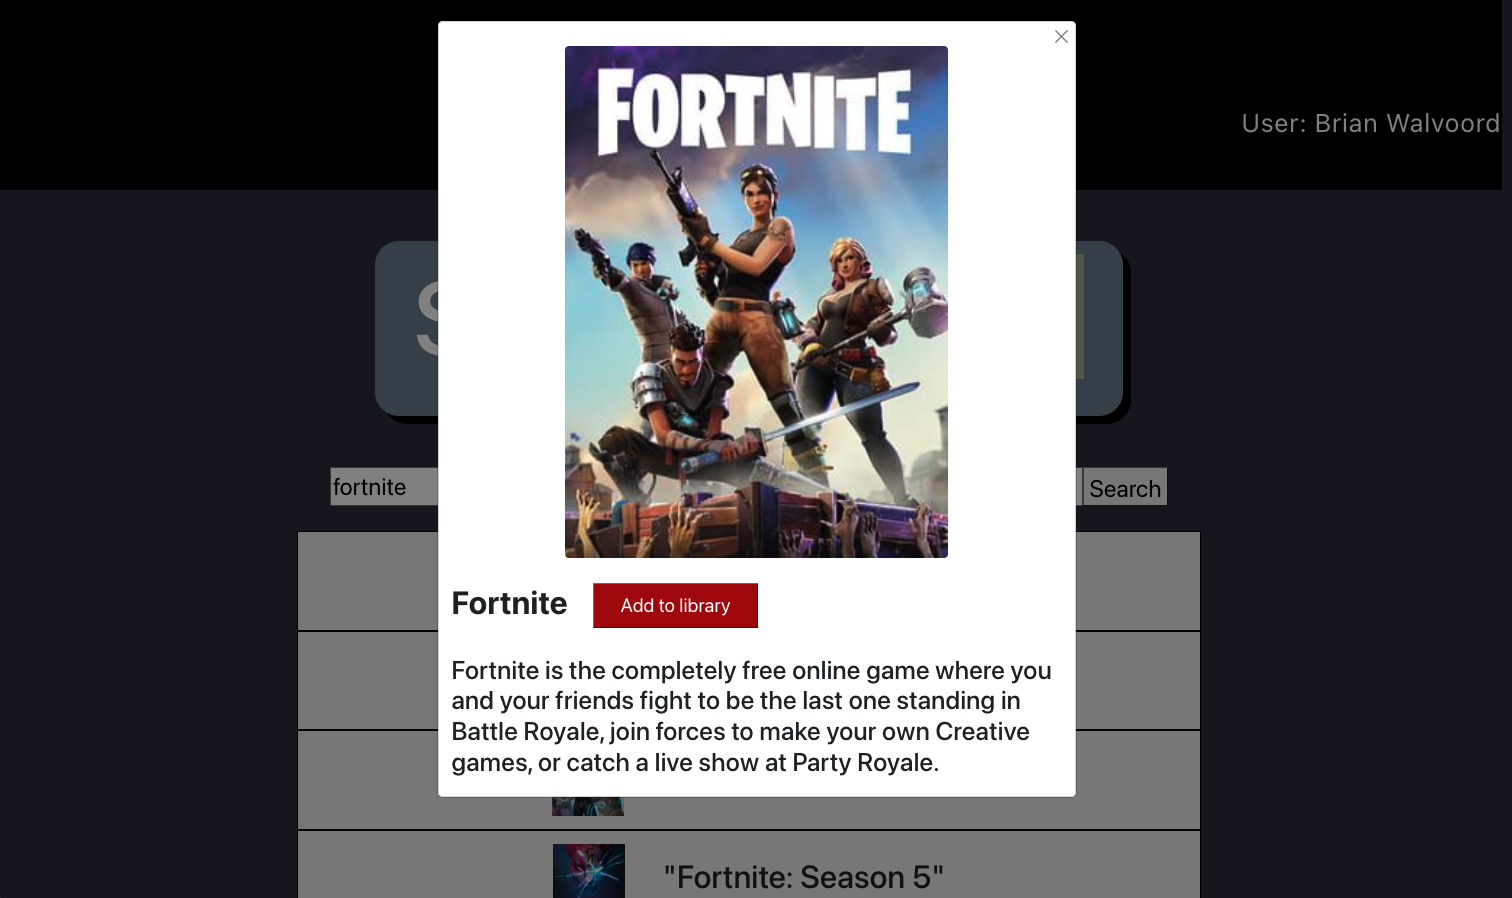 FORTNITE
User: Brian Walvoord
S
fortnite
Search
Fortnite
Add to library
Fortnite is the completely free online game where you
and your friends fight to be the last one standing in
Battle Royale, join forces to make your own Creative
games, or catch a live show at Party Royale.
"Fortnite: Season 5"